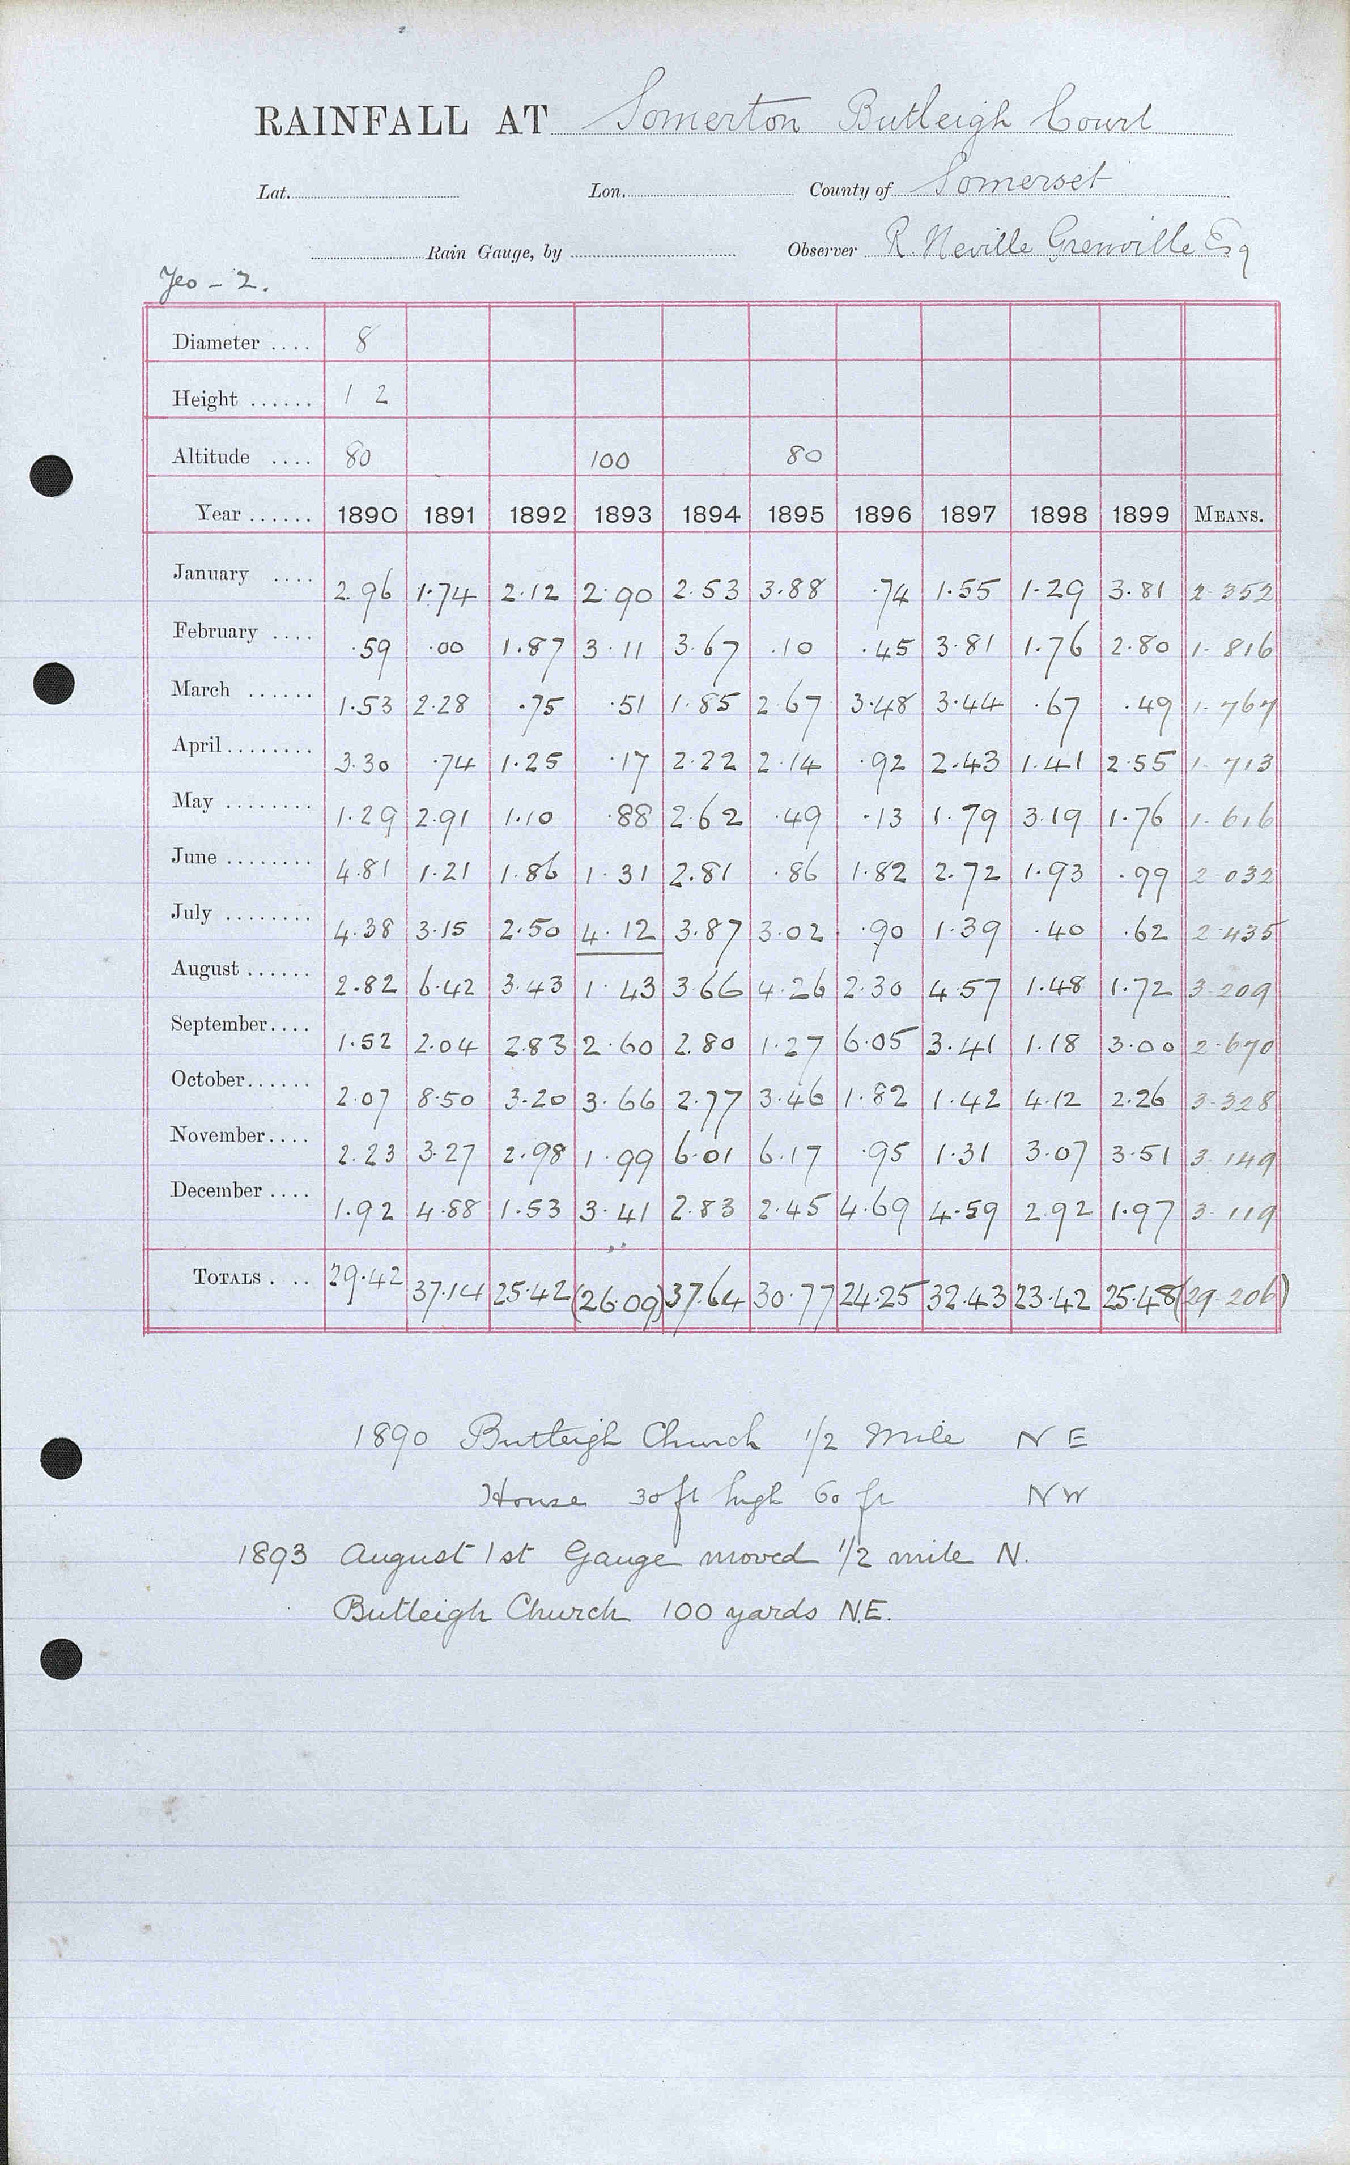 RAINFALL AT Somerton Butleigh Court
Lat. Lon. County of Somerset
Rain Gauge, by Observer R. Neville Grenville Esq
Yeo - 2.
Diameter .... 8
Height ...... 1 2
Altitude .... 80 100 80
Year ...... 1890 1891 1892 1893 1894 1895 1896 1897 1898 1899 MEANS.
January .... 2.96 1.74 2.12 2.90 2.53 3.88 .74 1.55 1.29 3.81 2.352
February .... .59 .00 1.87 3.11 3.67 .10 .45 3.81 1.76 2.80 1.816
March ...... 1.53 2.28 .75 .51 1.85 2.67 3.48 3.44 .67 .49 1.767
April ........ 3.30 .74 1.25 .17 2.22 2.14 .92 2.43 1.41 2.55 1.713
May ........ 1.29 2.91 1.10 .88 2.62 .49 .13 1.79 3.19 1.76 1.616
June ........ 4.81 1.21 1.86 1.31 2.81 .86 1.82 2.72 1.93 .99 2.032
July ........ 4.38 3.15 2.50 4.12 3.87 3.02 .90 1.39 .40 .62 2.435
August ...... 2.82 6.42 3.43 1.43 3.66 4.26 2.30 4.57 1.48 1.72 3.209
September .... 1.52 2.04 2.83 2.60 2.80 1.27 6.05 3.41 1.18 3.00 2.670
October ...... 2.07 8.50 3.20 3.66 2.77 3.46 1.82 1.42 4.12 2.26 3.328
November .... 2.23 3.27 2.98 1.99 6.01 6.17 .95 1.31 3.07 3.51 3.149
December .... 1.92 4.88 1.53 3.41 2.83 2.45 4.69 4.59 2.92 1.97 3.119
TOTALS . .. 29.42 37.14 25.42 (26.09) 37.64 30.77 24.25 32.43 23.42 25.48 (29.206)
1890 Butleigh Church 1/2 Mile N E
House 30 ft high 60 ft NW
1893 August 1st Gauge moved 1/2 mile N.
Butleigh Church 100 yards N.E.